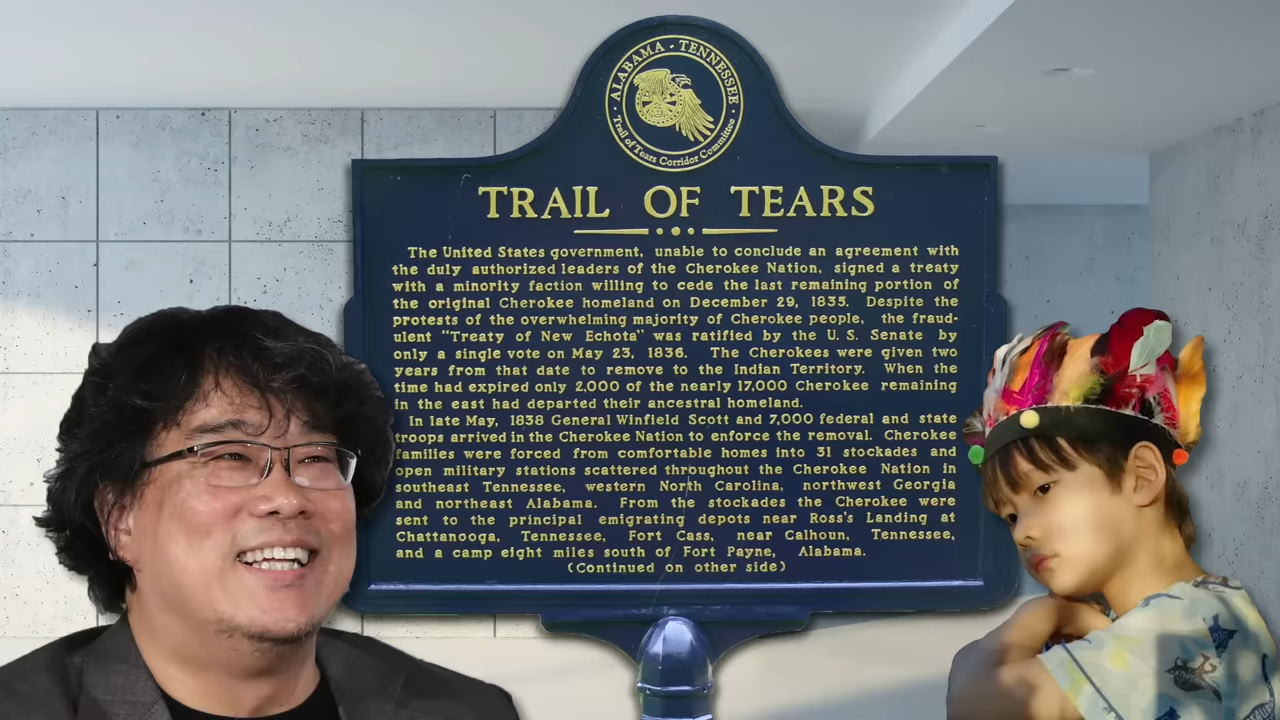 ALABAMA - TENNESSEE
Trail of Tears Corridor Committee
TRAIL OF TEARS
The United States government, unable to conclude an agreement with
the duly authorized leaders of the Cherokee Nation, signed a treaty
with a minority faction willing to cede the last remaining portion of
the original Cherokee homeland on December 29, 1835. Despite the
protests of the overwhelming majority of Cherokee people, the fraud-
ulent "Treaty of New Echota" was ratified by the U. S. Senate by
only a single vote on May 23, 1836. The Cherokees were given two
years from that date to remove to the Indian Territory. When the
time had expired only 2,000 of the nearly 17,000 Cherokee remaining
in the east had departed their ancestral homeland.
In late May, 1838 General Winfield Scott and 7,000 federal and state
troops arrived in the Cherokee Nation to enforce the removal. Cherokee
families were forced from comfortable homes into 31 stockades and
open military stations scattered throughout the Cherokee Nation in
southeast Tennessee, western North Carolina, northwest Georgia
and northeast Alabama. From the stockades the Cherokee were
sent to the principal emigrating depots near Ross's Landing at
Chattanooga, Tennessee, Fort Cass, near Calhoun, Tennessee,
and a camp eight miles south of Fort Payne, Alabama.
(Continued on other side)